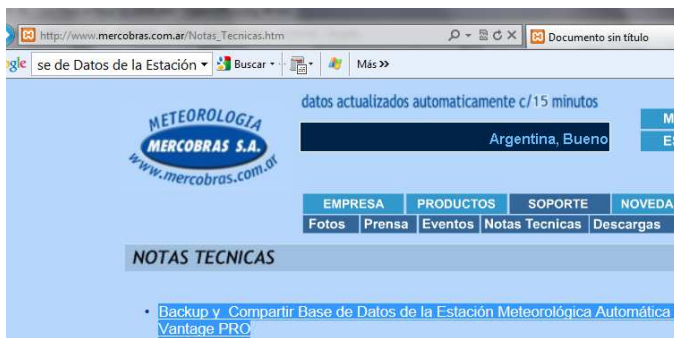 http://www.mercobras.com.ar/Notas_Tecnicas.htm
Documento sin título
gle
se de Datos de la Estación
Buscar
Más »
METEOROLOGIA
MERCOBRAS S.A.
www.mercobras.com.ar
datos actualizados automaticamente c/15 minutos
Argentina, Bueno
M
ES
EMPRESA PRODUCTOS SOPORTE NOVEDA
Fotos Prensa Eventos Notas Tecnicas Descargas
NOTAS TECNICAS
• Backup y Compartir Base de Datos de la Estación Meteorológica Automática
Vantage PRO